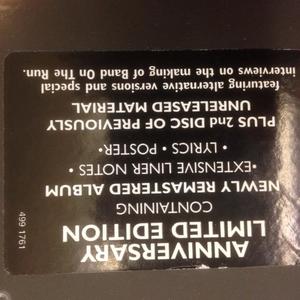 ANNIVERSARY
LIMITED EDITION
CONTAINING
NEWLY REMASTERED ALBUM
•EXTENSIVE LINER NOTES •
• LYRICS • POSTER•
PLUS 2nd DISC OF PREVIOUSLY
UNRELEASED MATERIAL
featuring alternative versions and special
interviews on the making of Band On The Run.
499 1761